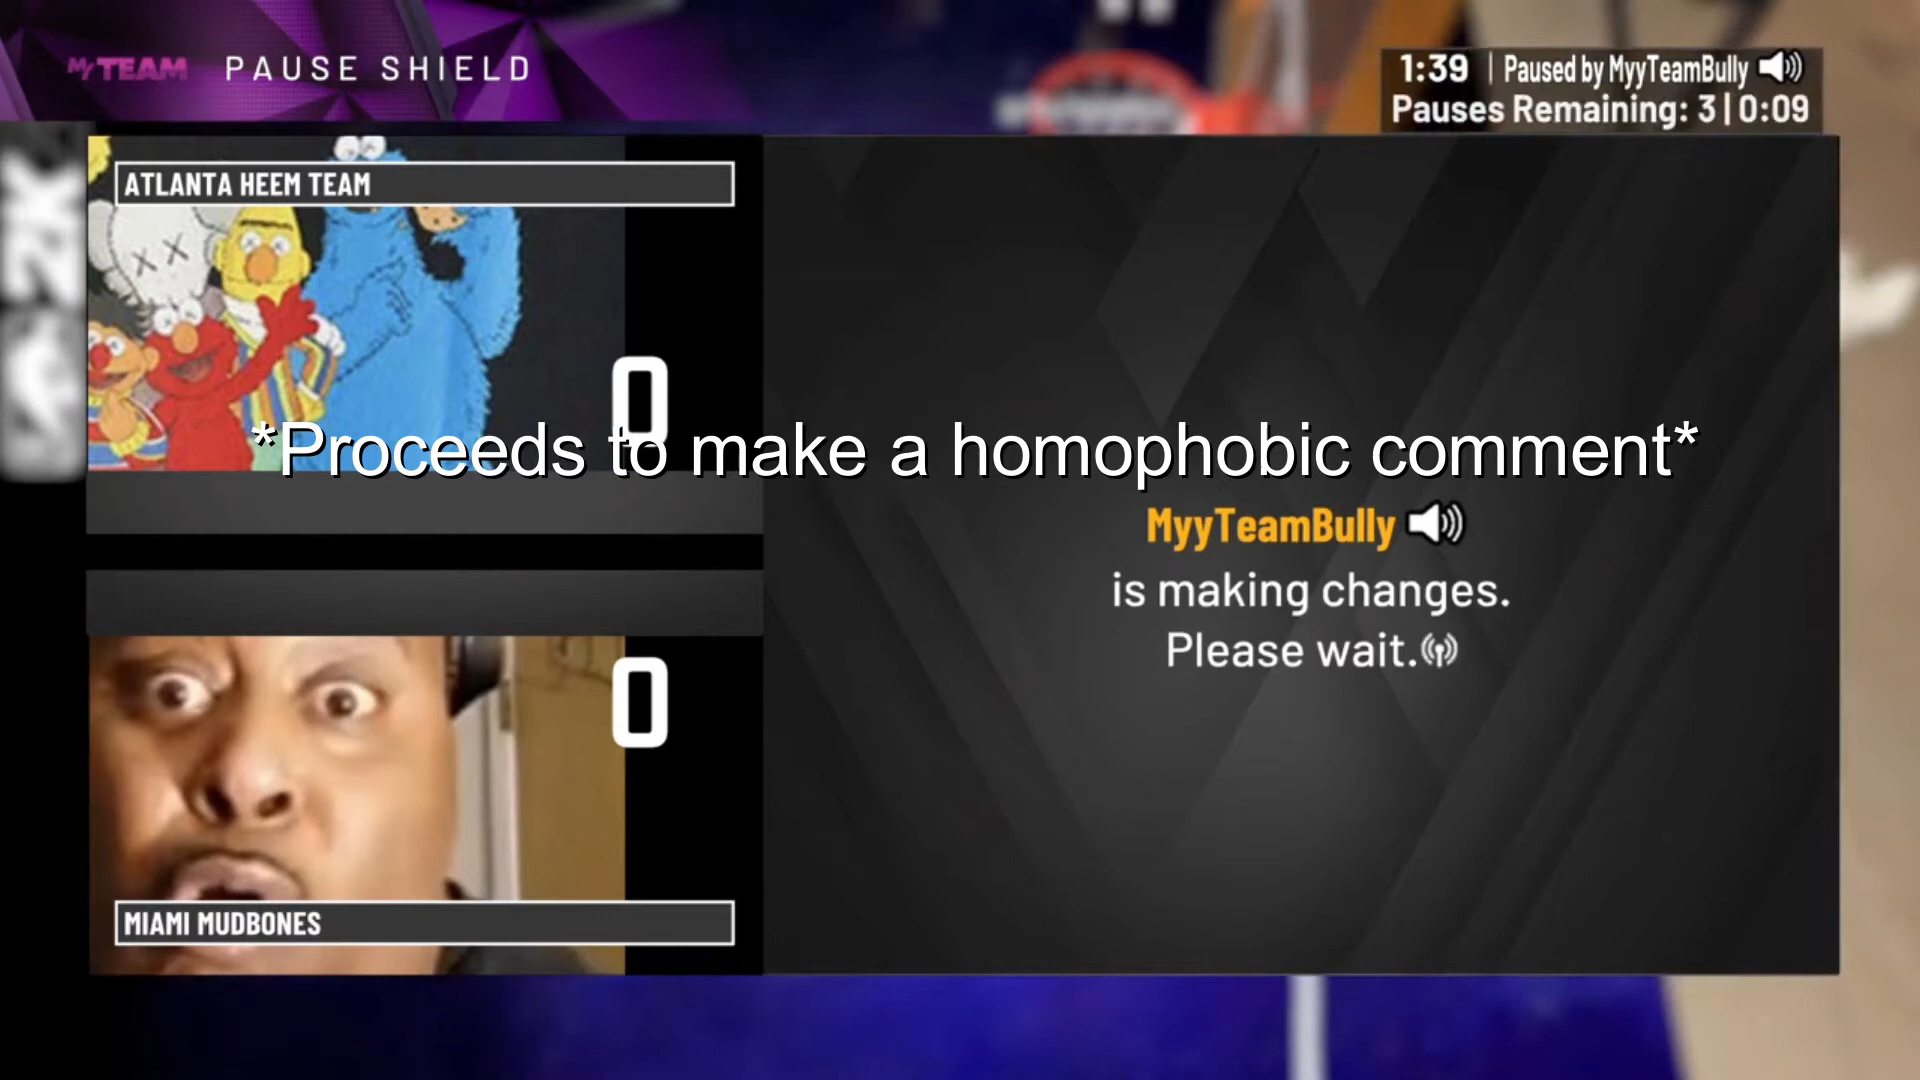 MyTEAM PAUSE SHIELD
1:39 | Paused by MyyTeamBully
Pauses Remaining: 3 | 0:09
ATLANTA HEEM TEAM
0
*Proceeds to make a homophobic comment*
MyyTeamBully
is making changes.
Please wait.
0
MIAMI MUDBONES